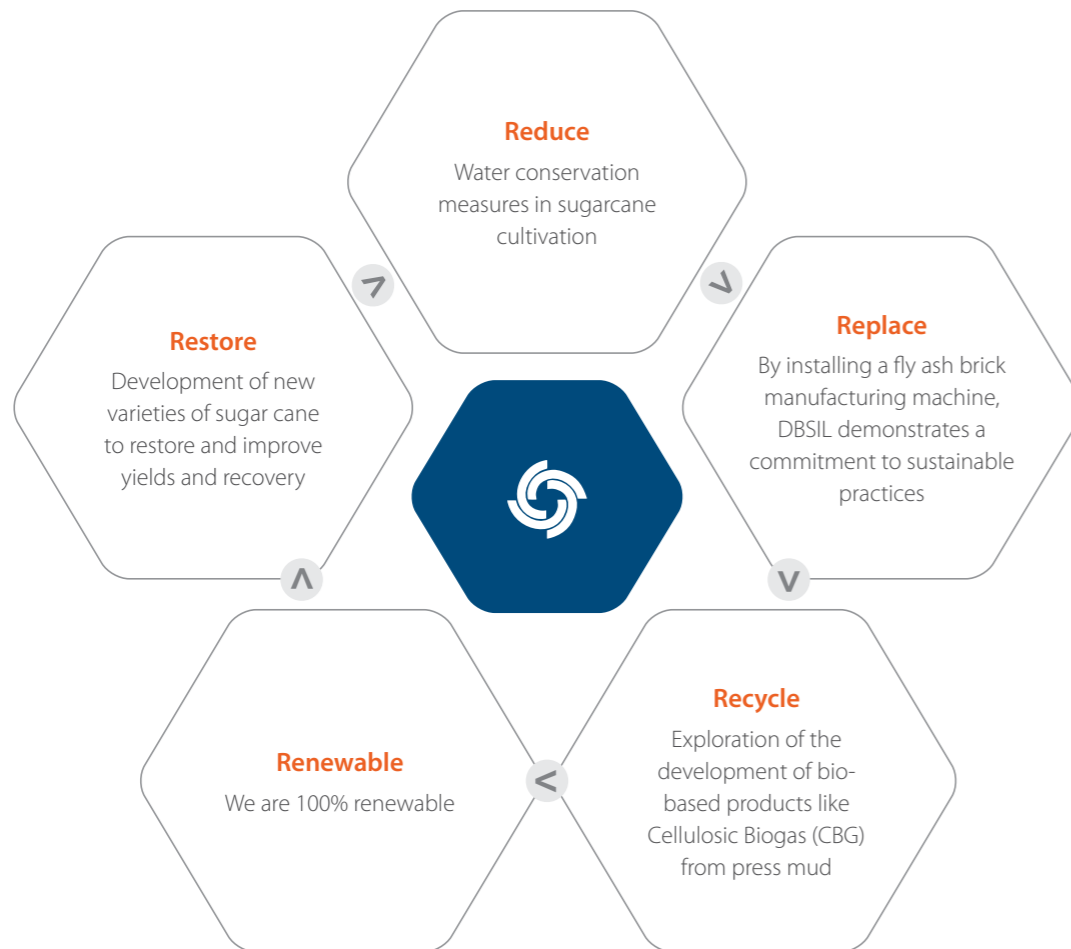 Reduce
Water conservation
measures in sugarcane
cultivation
Replace
By installing a fly ash brick
manufacturing machine,
DBSIL demonstrates a
commitment to sustainable
practices
Recycle
Exploration of the
development of bio-
based products like
Cellulosic Biogas (CBG)
from press mud
Renewable
We are 100% renewable
Restore
Development of new
varieties of sugar cane
to restore and improve
yields and recovery